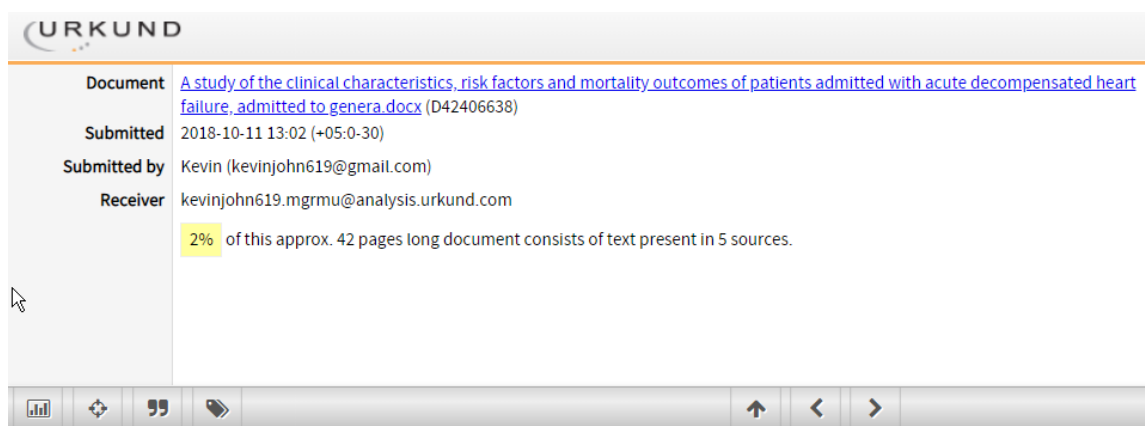 URKUND
Document A study of the clinical characteristics, risk factors and mortality outcomes of patients admitted with acute decompensated heart
failure, admitted to genera.docx (D42406638)
Submitted 2018-10-11 13:02 (+05:0-30)
Submitted by Kevin (kevinjohn619@gmail.com)
Receiver kevinjohn619.mgrmu@analysis.urkund.com
2% of this approx. 42 pages long document consists of text present in 5 sources.